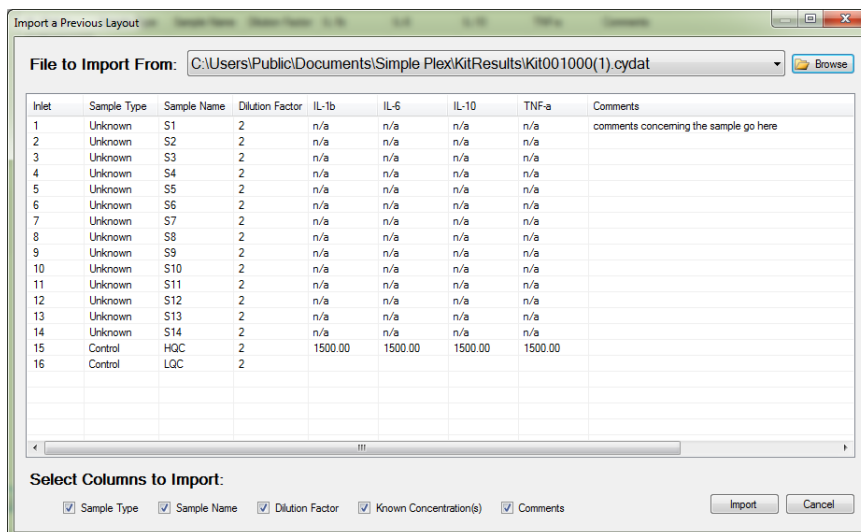 Import a Previous Layout
File to Import From: C:\Users\Public\Documents\Simple Plex\KitResults\Kit001000(1).cydat Browse
Inlet Sample Type Sample Name Dilution Factor IL-1b IL-6 IL-10 TNF-a Comments
1 Unknown S1 2 n/a n/a n/a n/a comments concerning the sample go here
2 Unknown S2 2 n/a n/a n/a n/a
3 Unknown S3 2 n/a n/a n/a n/a
4 Unknown S4 2 n/a n/a n/a n/a
5 Unknown S5 2 n/a n/a n/a n/a
6 Unknown S6 2 n/a n/a n/a n/a
7 Unknown S7 2 n/a n/a n/a n/a
8 Unknown S8 2 n/a n/a n/a n/a
9 Unknown S9 2 n/a n/a n/a n/a
10 Unknown S10 2 n/a n/a n/a n/a
11 Unknown S11 2 n/a n/a n/a n/a
12 Unknown S12 2 n/a n/a n/a n/a
13 Unknown S13 2 n/a n/a n/a n/a
14 Unknown S14 2 n/a n/a n/a n/a
15 Control HQC 2 1500.00 1500.00 1500.00 1500.00
16 Control LQC 2
Select Columns to Import:
Sample Type Sample Name Dilution Factor Known Concentration(s) Comments Import Cancel